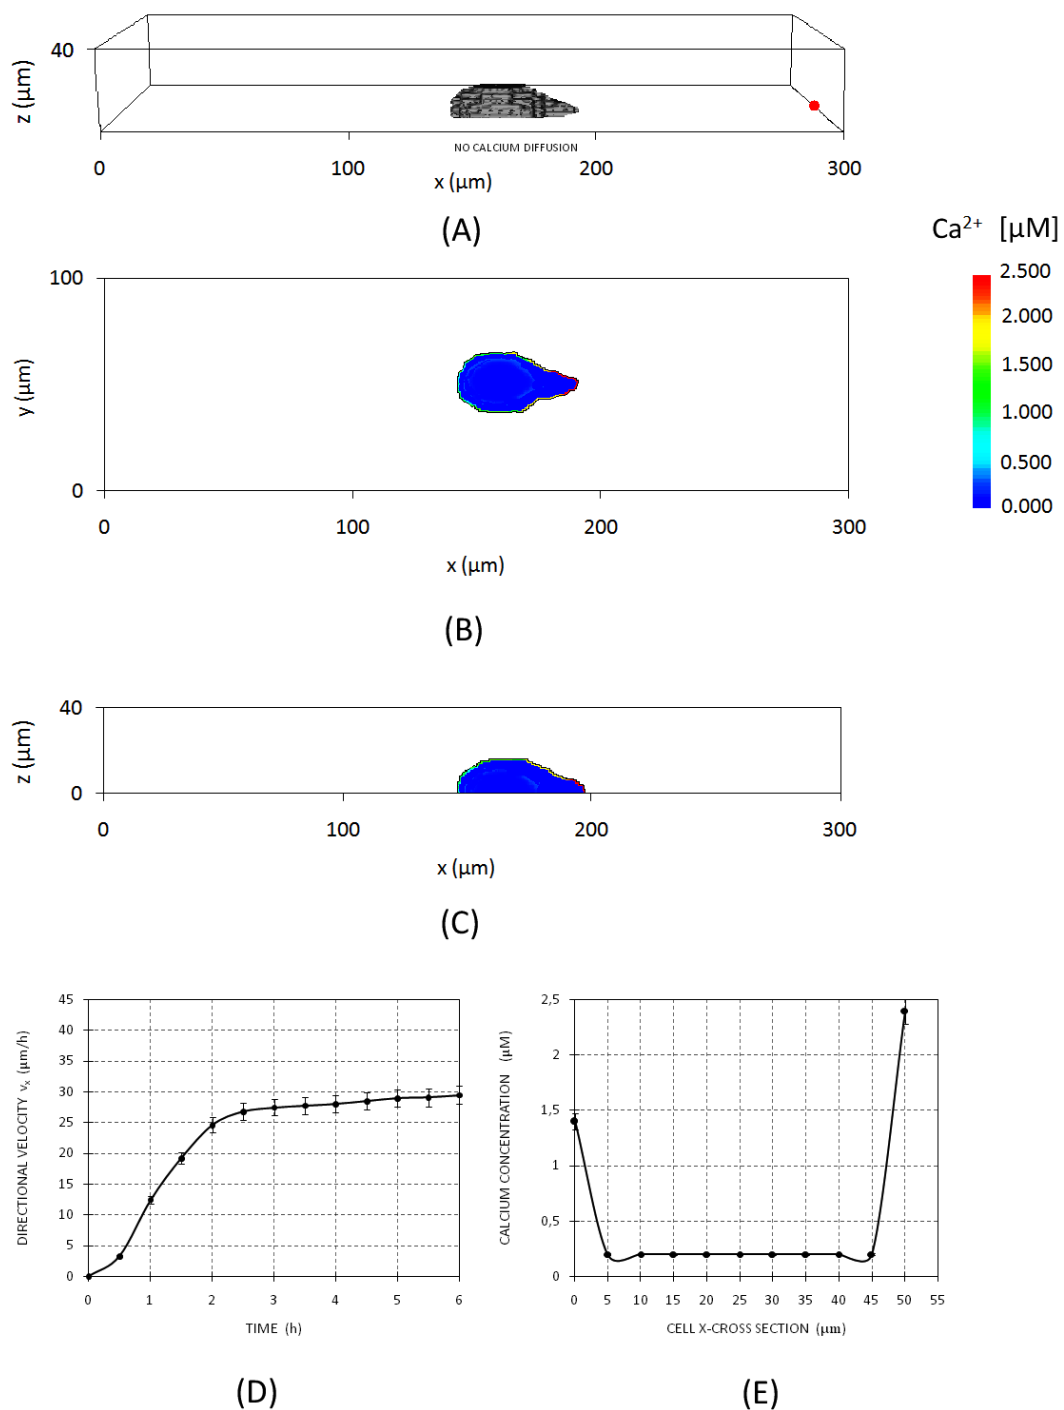 40
z (µm)
NO CALCIUM DIFFUSION
0 100 200 300
x (µm)
(A)
Ca²⁺ [µM]
2.500
2.000
1.500
1.000
0.500
0.000
100
y (µm)
0
0 100 200 300
x (µm)
(B)
40
z (µm)
0
0 100 200 300
x (µm)
(C)
45
40
35
30
25
20
15
10
5
0
DIRECTIONAL VELOCITY vₓ (µm/h)
0 1 2 3 4 5 6
TIME (h)
(D)
2,5
2
1,5
1
0,5
0
CALCIUM CONCENTRATION (µM)
0 5 10 15 20 25 30 35 40 45 50 55
CELL X-CROSS SECTION (µm)
(E)